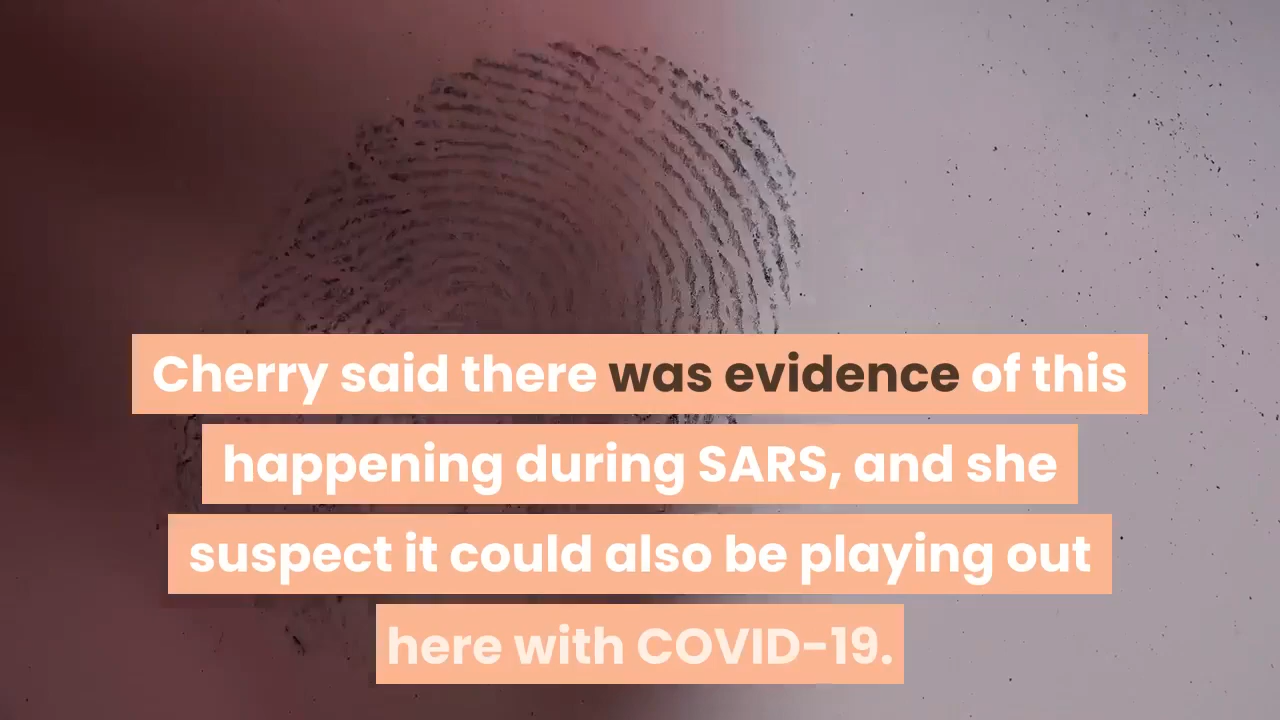 Cherry said there was evidence of this
happening during SARS, and she
suspect it could also be playing out
here with COVID-19.